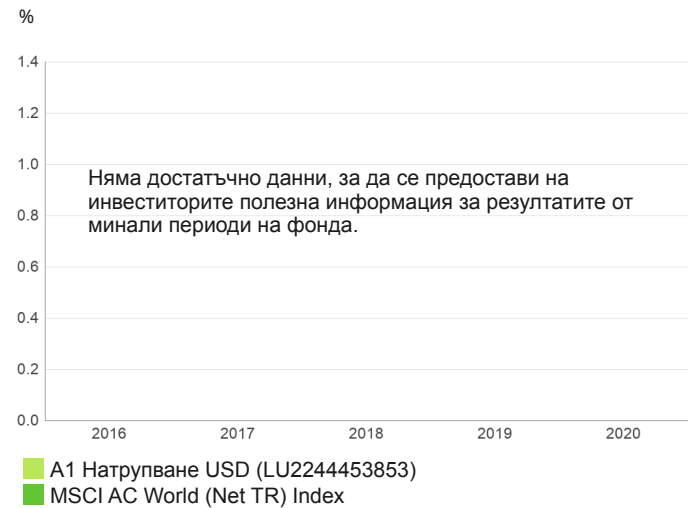 %
1.4
1.2
1.0
Няма достатъчно данни, за да се предостави на
инвеститорите полезна информация за резултатите от
0.8
минали периоди на фонда.
0.6
0.4
0.2
0.0
2016 2017 2018 2019 2020
A1 Натрупване USD (LU2244453853)
MSCI AC World (Net TR) Index